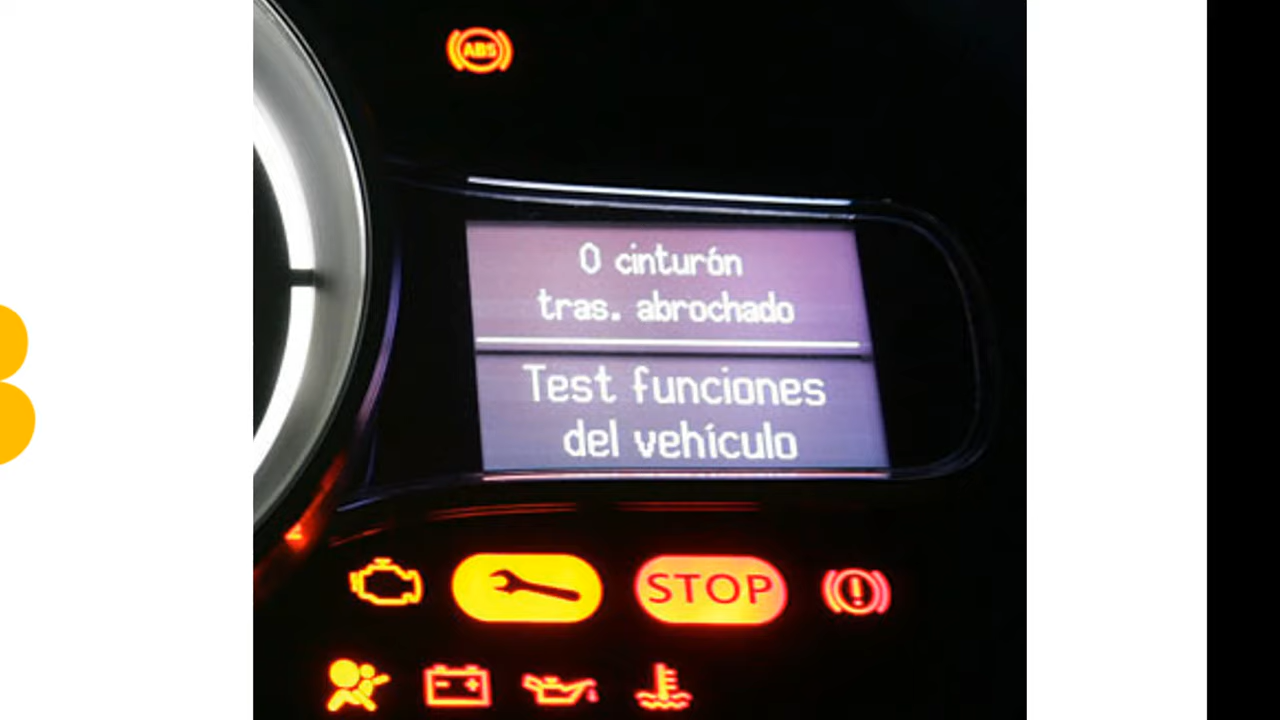 ABS
0 cinturón
tras. abrochado
Test funciones
del vehículo
STOP